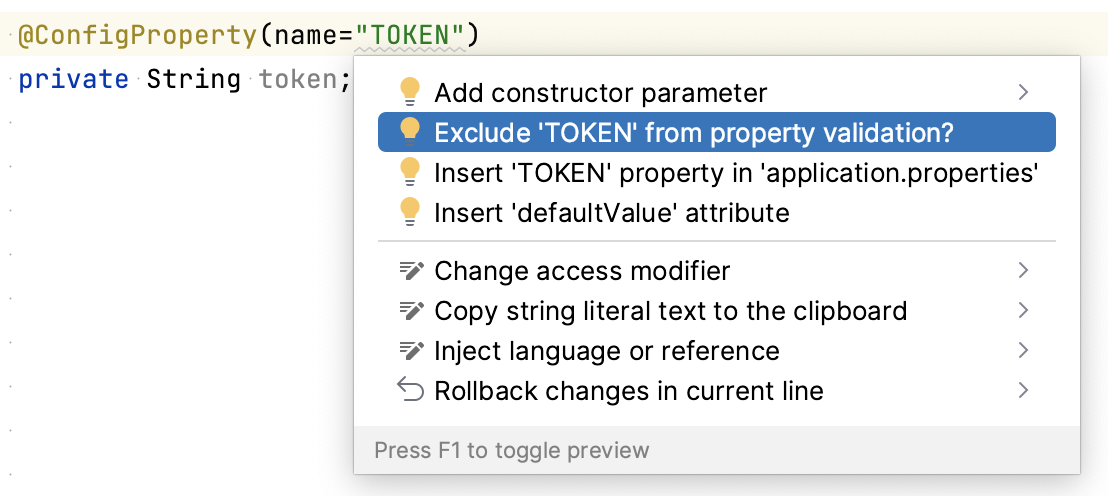 @ConfigProperty(name="TOKEN")
private String token;
Add constructor parameter
Exclude 'TOKEN' from property validation?
Insert 'TOKEN' property in 'application.properties'
Insert 'defaultValue' attribute
Change access modifier
Copy string literal text to the clipboard
Inject language or reference
Rollback changes in current line
Press F1 to toggle preview